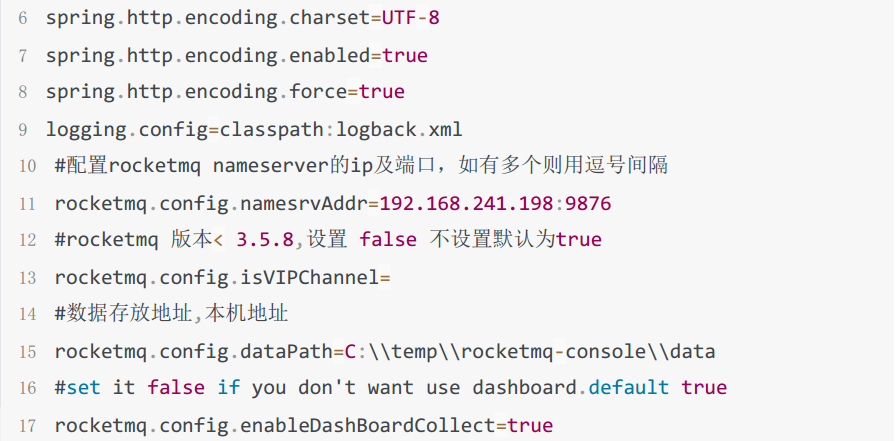 6 spring.http.encoding.charset=UTF-8
7 spring.http.encoding.enabled=true
8 spring.http.encoding.force=true
9 logging.config=classpath:logback.xml
10 #配置rocketmq nameserver的ip及端口，如有多个则用逗号间隔
11 rocketmq.config.namesrvAddr=192.168.241.198:9876
12 #rocketmq 版本< 3.5.8,设置 false 不设置默认为true
13 rocketmq.config.isVIPChannel=
14 #数据存放地址,本机地址
15 rocketmq.config.dataPath=C:\\temp\\rocketmq-console\\data
16 #set it false if you don't want use dashboard.default true
17 rocketmq.config.enableDashBoardCollect=true